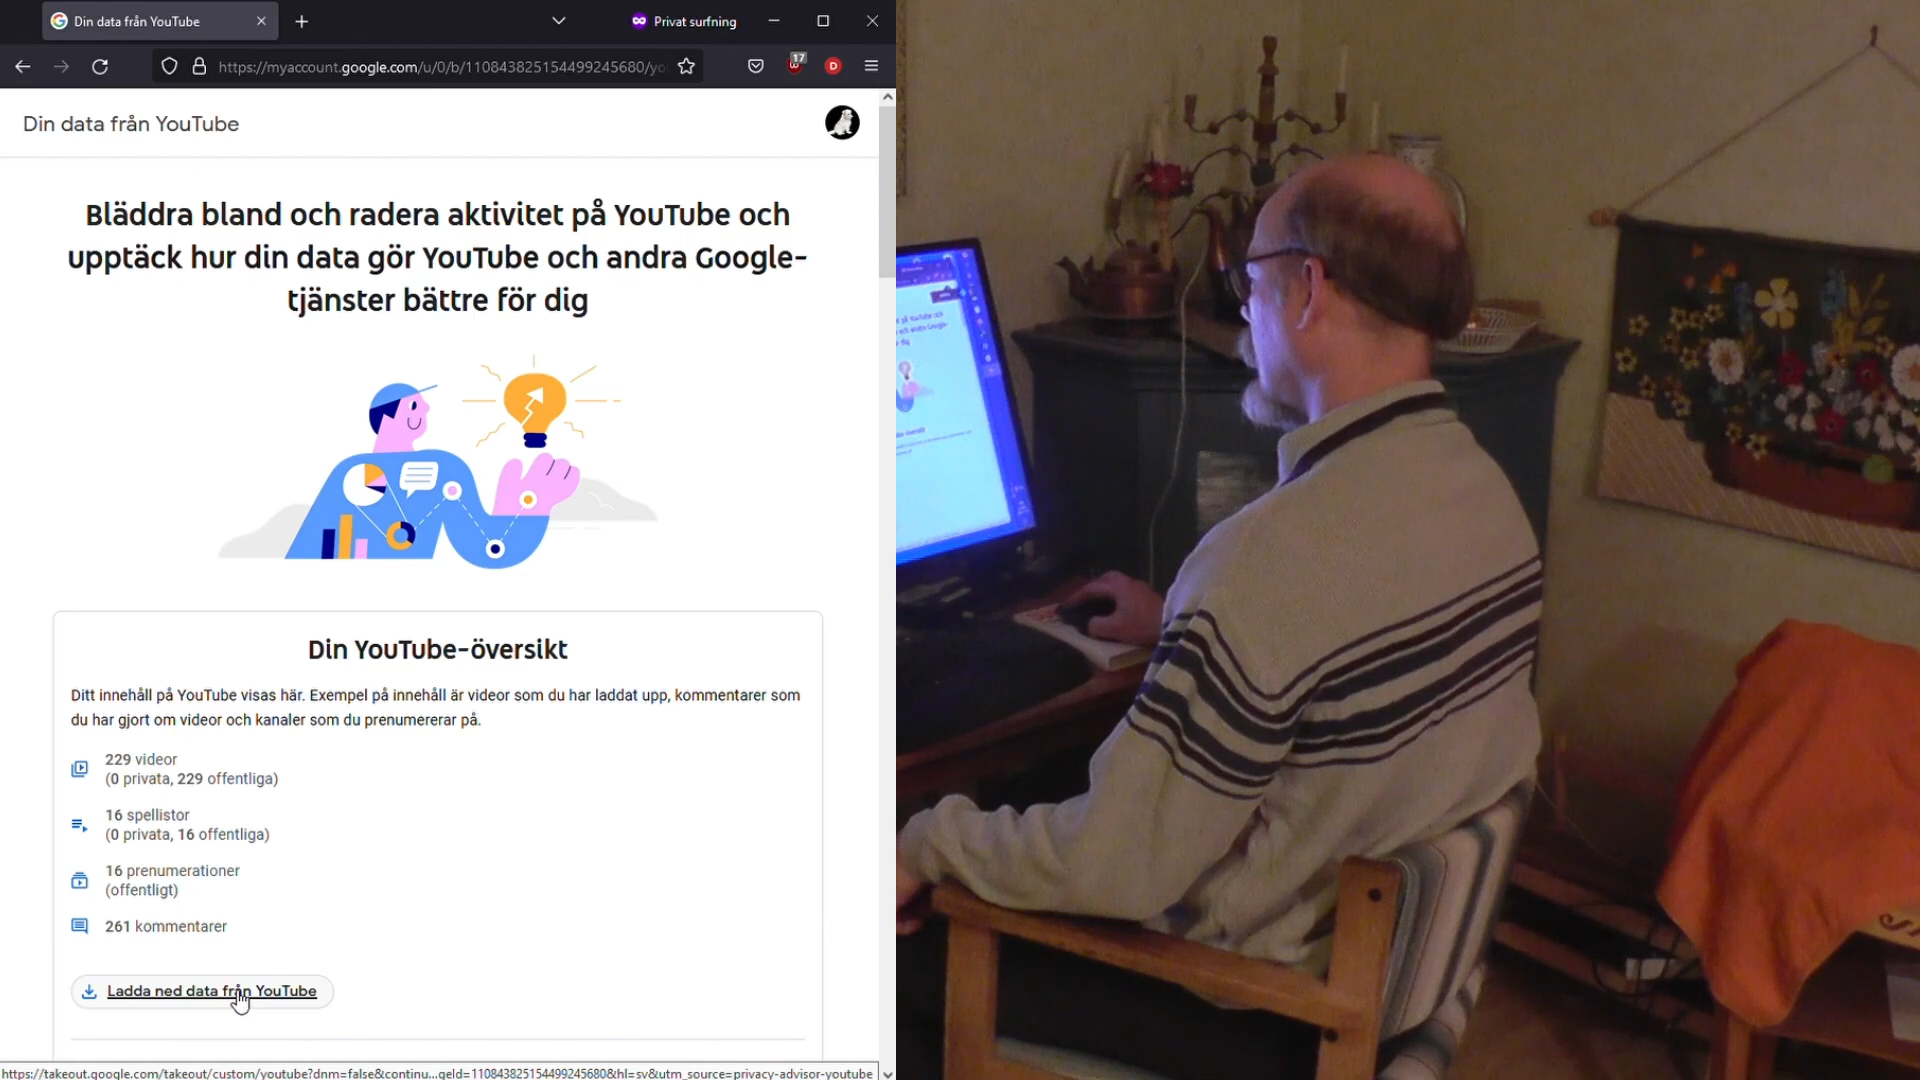 Din data från YouTube
Privat surfning
https://myaccount.google.com/u/0/b/110843825154499245680/yo
17
D
Din data från YouTube
Bläddra bland och radera aktivitet på YouTube och
upptäck hur din data gör YouTube och andra Google-
tjänster bättre för dig
Din YouTube-översikt
Ditt innehåll på YouTube visas här. Exempel på innehåll är videor som du har laddat upp, kommentarer som
du har gjort om videor och kanaler som du prenumererar på.
229 videor
(0 privata, 229 offentliga)
16 spellistor
(0 privata, 16 offentliga)
16 prenumerationer
(offentligt)
261 kommentarer
Ladda ned data från YouTube
https://takeout.google.com/takeout/custom/youtube?dnm=false&continu...geId=110843825154499245680&hl=sv&utm_source=privacy-advisor-youtube